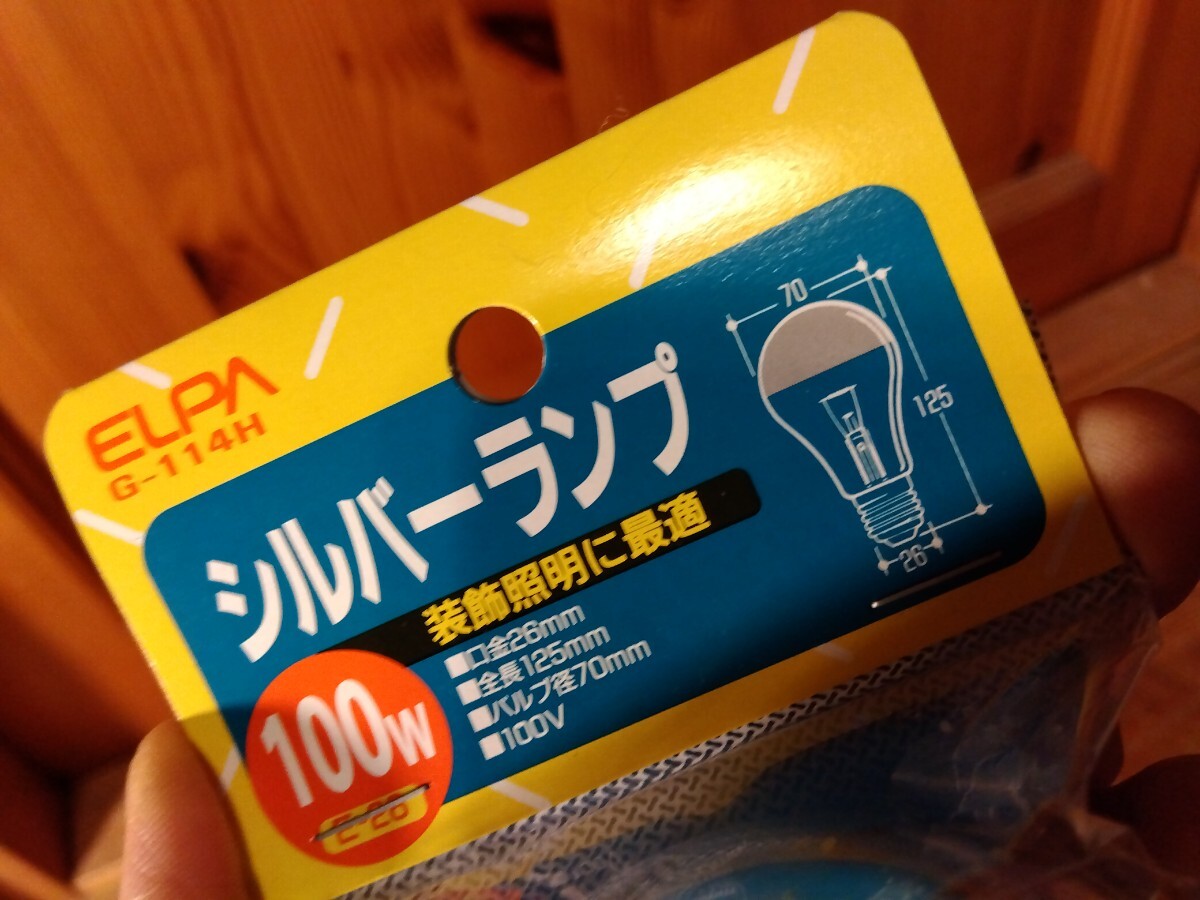 ELPA
G-114H
シルバーランプ
装飾照明に最適
■口金26mm
■全長125mm
■バルブ径70mm
■100V
100W
E-26
70
125
26